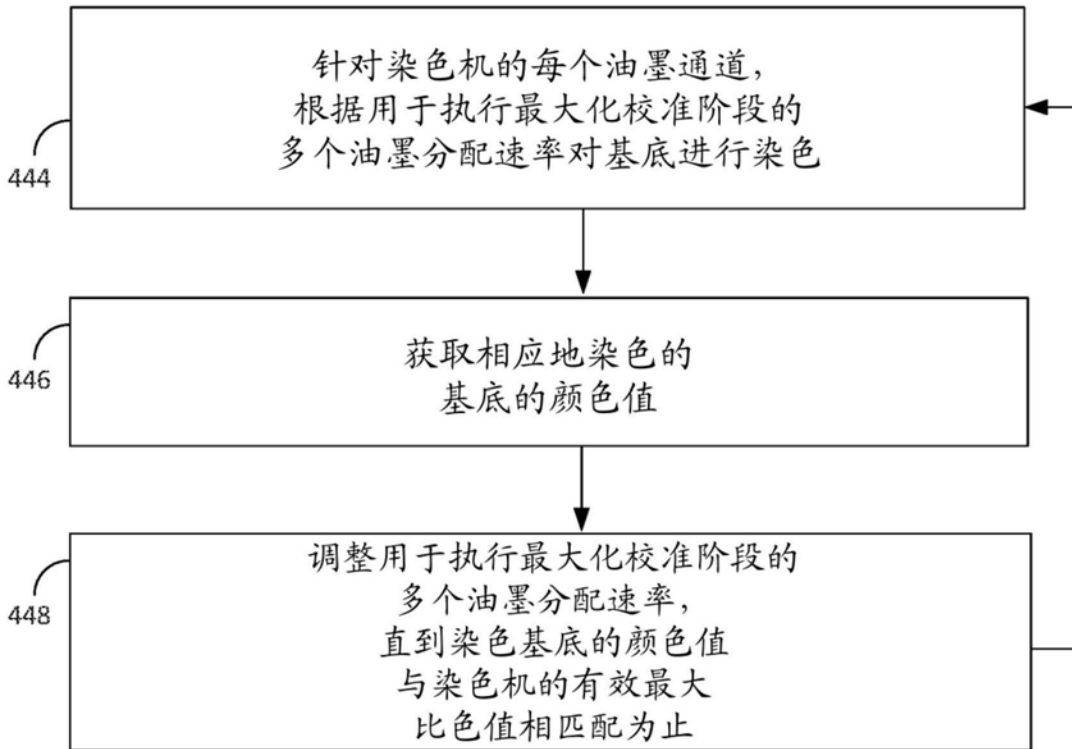 针对染色机的每个油墨通道，
根据用于执行最大化校准阶段的
多个油墨分配速率对基底进行染色
444
获取相应地染色的
基底的颜色值
446
调整用于执行最大化校准阶段的
多个油墨分配速率，
直到染色基底的颜色值
与染色机的有效最大
比色值相匹配为止
448